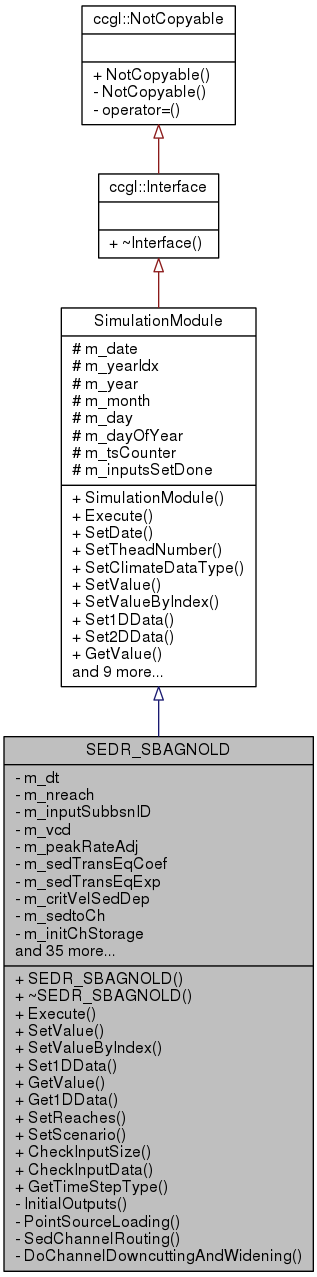 ccgl::NotCopyable
+ NotCopyable()
- NotCopyable()
- operator=()
ccgl::Interface
+ ~Interface()
SimulationModule
# m_date
# m_yearIdx
# m_year
# m_month
# m_day
# m_dayOfYear
# m_tsCounter
# m_inputsSetDone
+ SimulationModule()
+ Execute()
+ SetDate()
+ SetTheadNumber()
+ SetClimateDataType()
+ SetValue()
+ SetValueByIndex()
+ Set1DData()
+ Set2DData()
+ GetValue()
and 9 more...
SEDR_SBAGNOLD
- m_dt
- m_nreach
- m_inputSubbsnID
- m_vcd
- m_peakRateAdj
- m_sedTransEqCoef
- m_sedTransEqExp
- m_critVelSedDep
- m_sedtoCh
- m_initChStorage
and 35 more...
+ SEDR_SBAGNOLD()
+ ~SEDR_SBAGNOLD()
+ Execute()
+ SetValue()
+ SetValueByIndex()
+ Set1DData()
+ GetValue()
+ Get1DData()
+ SetReaches()
+ SetScenario()
+ CheckInputSize()
+ CheckInputData()
+ GetTimeStepType()
- InitialOutputs()
- PointSourceLoading()
- SedChannelRouting()
- DoChannelDowncuttingAndWidening()